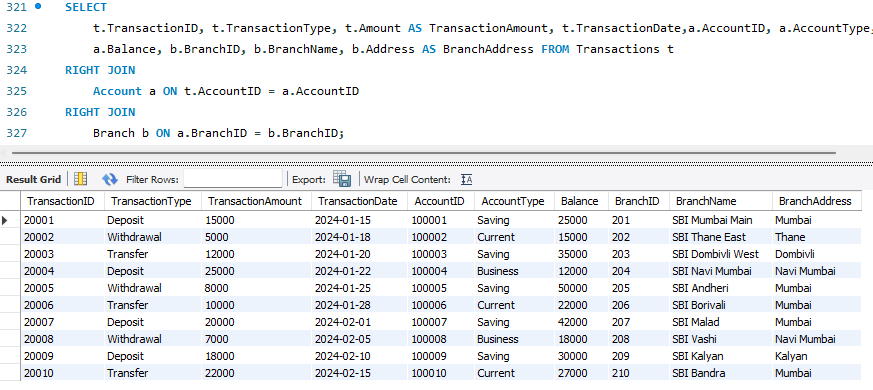 321 SELECT
322 t.TransactionID, t.TransactionType, t.Amount AS TransactionAmount, t.TransactionDate,a.AccountID, a.AccountType,
323 a.Balance, b.BranchID, b.BranchName, b.Address AS BranchAddress FROM Transactions t
324 RIGHT JOIN
325 Account a ON t.AccountID = a.AccountID
326 RIGHT JOIN
327 Branch b ON a.BranchID = b.BranchID;
Result Grid Filter Rows: Export: Wrap Cell Content: IA
TransactionID TransactionType TransactionAmount TransactionDate AccountID AccountType Balance BranchID BranchName BranchAddress
20001 Deposit 15000 2024-01-15 100001 Saving 25000 201 SBI Mumbai Main Mumbai
20002 Withdrawal 5000 2024-01-18 100002 Current 15000 202 SBI Thane East Thane
20003 Transfer 12000 2024-01-20 100003 Saving 35000 203 SBI Dombivli West Dombivli
20004 Deposit 25000 2024-01-22 100004 Business 12000 204 SBI Navi Mumbai Navi Mumbai
20005 Withdrawal 8000 2024-01-25 100005 Saving 50000 205 SBI Andheri Mumbai
20006 Transfer 10000 2024-01-28 100006 Current 22000 206 SBI Borivali Mumbai
20007 Deposit 20000 2024-02-01 100007 Saving 42000 207 SBI Malad Mumbai
20008 Withdrawal 7000 2024-02-05 100008 Business 18000 208 SBI Vashi Navi Mumbai
20009 Deposit 18000 2024-02-10 100009 Saving 30000 209 SBI Kalyan Kalyan
20010 Transfer 22000 2024-02-15 100010 Current 27000 210 SBI Bandra Mumbai